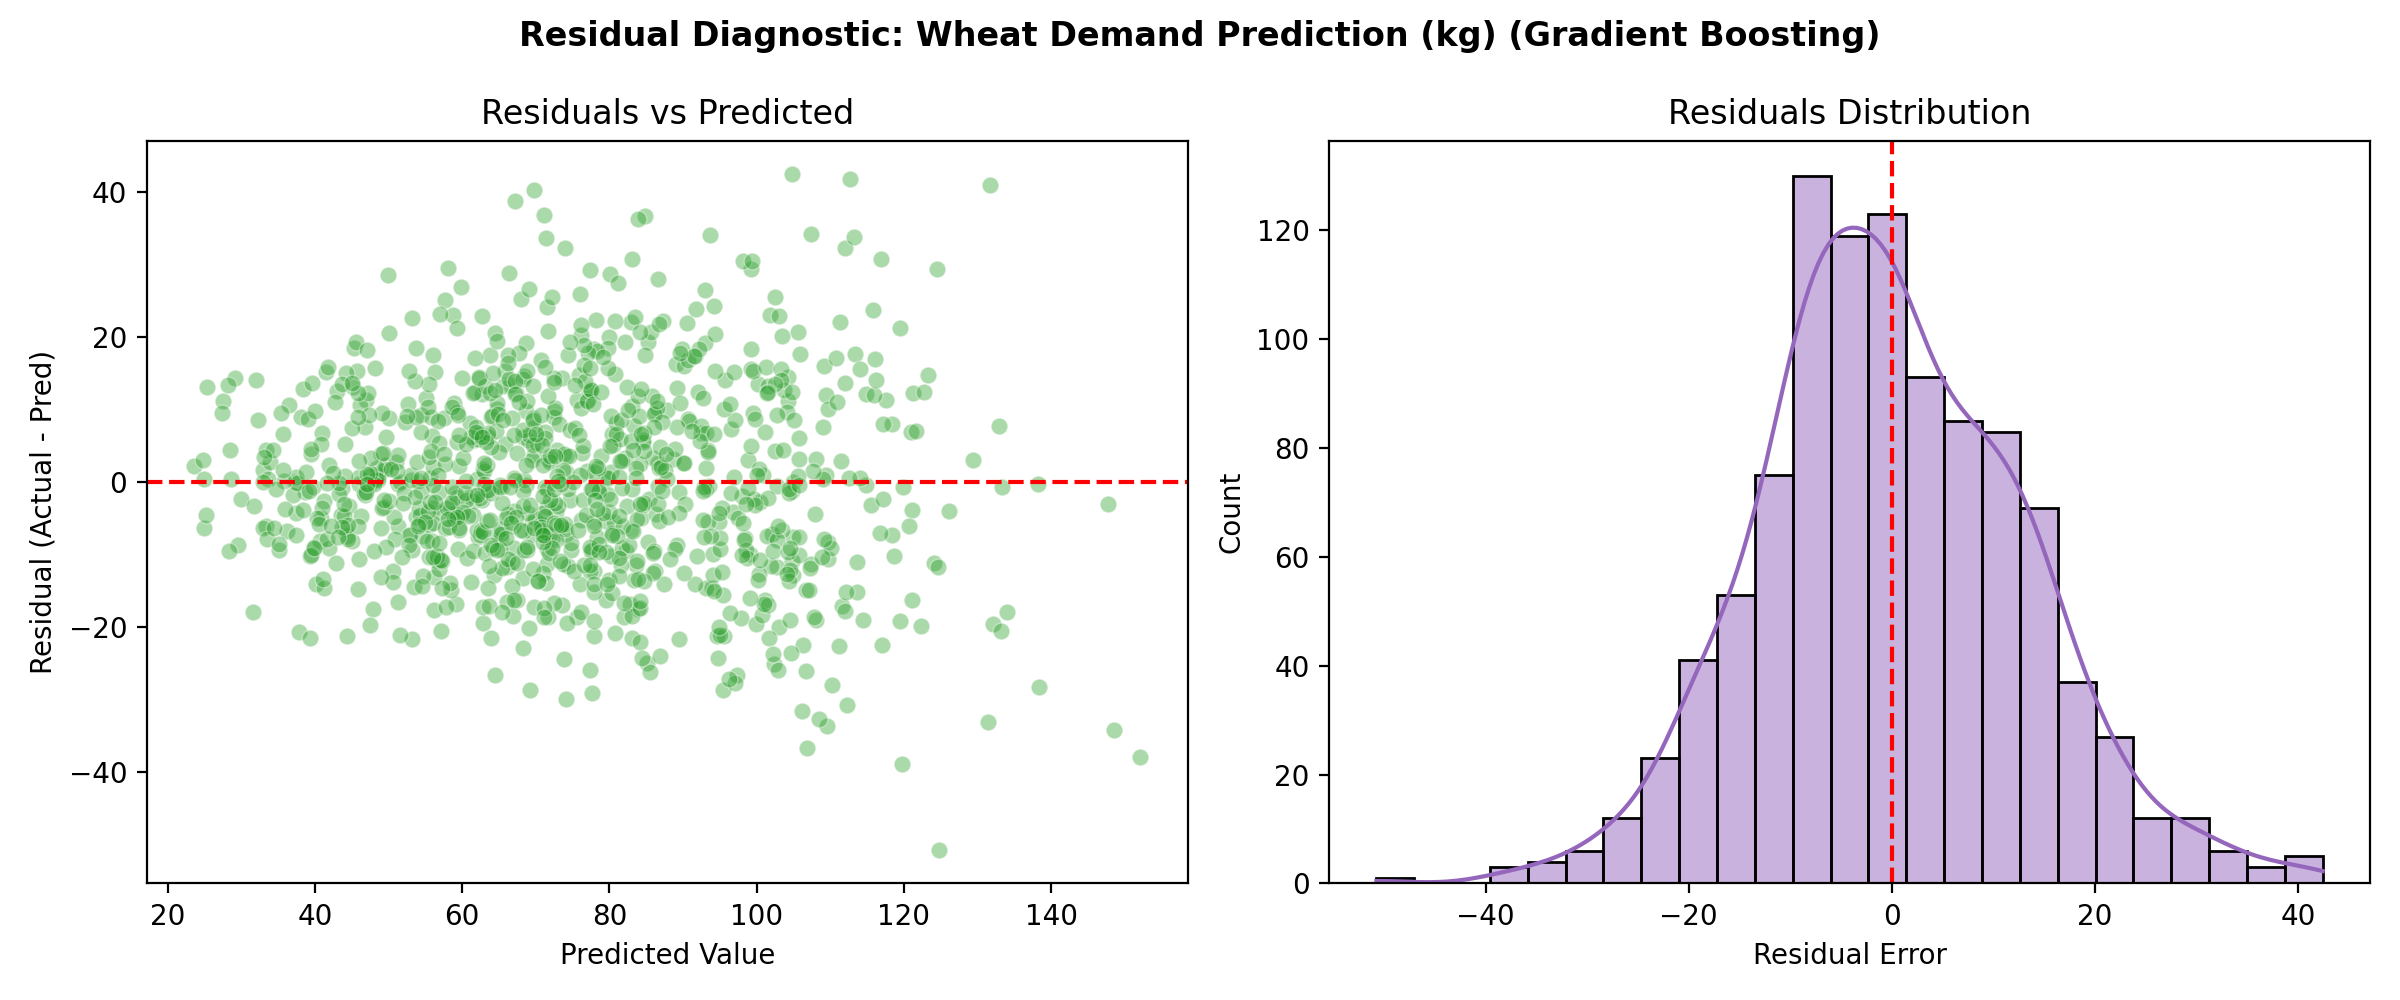 Residual Diagnostic: Wheat Demand Prediction (kg) (Gradient Boosting)
Residuals vs Predicted
Residual (Actual - Pred)
40
20
0
−20
−40
20 40 60 80 100 120 140
Predicted Value
Residuals Distribution
Count
120
100
80
60
40
20
0
−40 −20 0 20 40
Residual Error